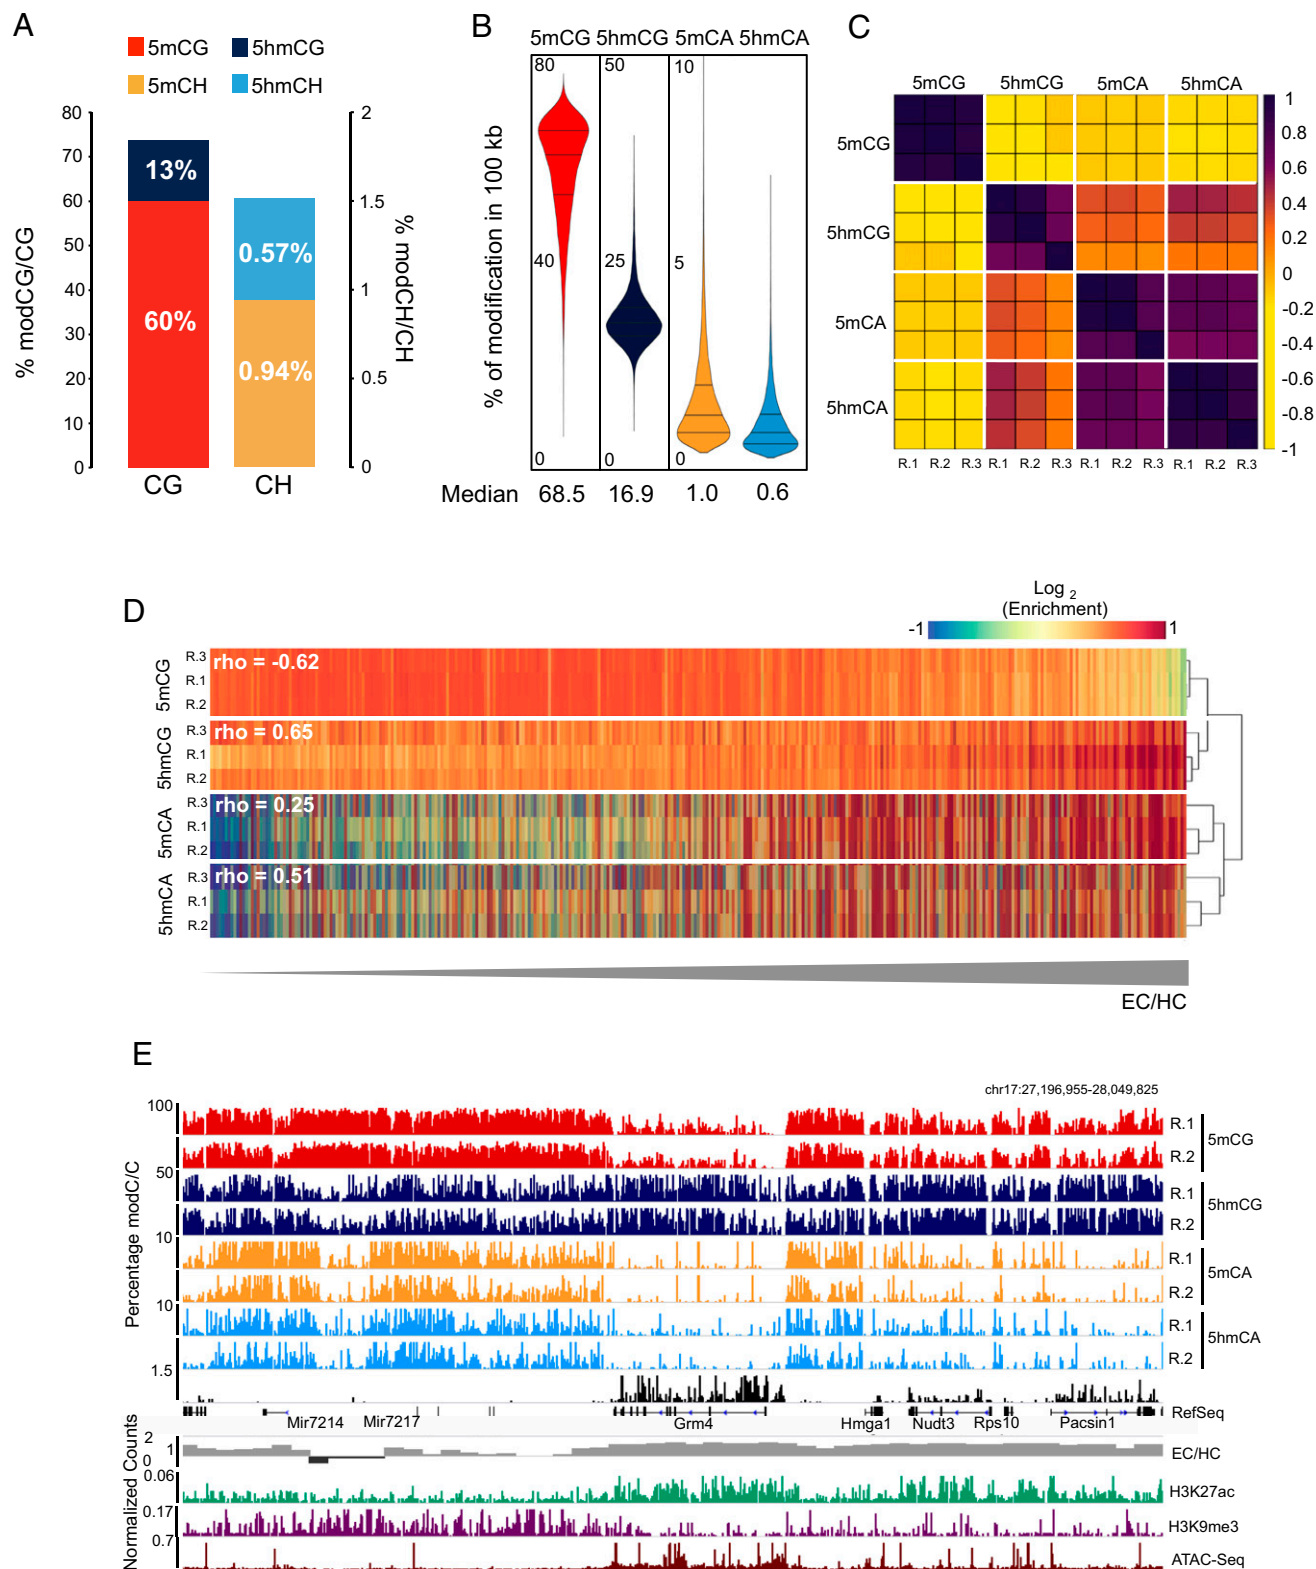 A
5mCG
5hmCG
5mCH
5hmCH
% modCG/CG
80
70
60
50
40
30
20
10
0
13%
60%
0.57%
0.94%
2
1.5
1
0.5
0
% modCH/CH
CG
CH
B
5mCG 5hmCG 5mCA 5hmCA
% of modification in 100 kb
80
40
0
50
25
0
10
5
0
Median 68.5 16.9 1.0 0.6
C
5mCG 5hmCG 5mCA 5hmCA
5mCG
5hmCG
5mCA
5hmCA
1
0.8
0.6
0.4
0.2
0
-0.2
-0.4
-0.6
-0.8
-1
R.1 R.2 R.3 R.1 R.2 R.3 R.1 R.2 R.3 R.1 R.2 R.3
D
Log 2
(Enrichment)
-1
1
5mCG
R.3
R.1
R.2
rho = -0.62
5hmCG
R.3
R.1
R.2
rho = 0.65
5mCA
R.3
R.1
R.2
rho = 0.25
5hmCA
R.3
R.1
R.2
rho = 0.51
EC/HC
E
chr17:27,196,955-28,049,825
Percentage modC/C
100
50
10
10
1.5
R.1
R.2
5mCG
R.1
R.2
5hmCG
R.1
R.2
5mCA
R.1
R.2
5hmCA
RefSeq
Mir7214 Mir7217 Grm4 Hmga1 Nudt3 Rps10 Pacsin1
Normalized Counts
2
1
0
EC/HC
0.06
H3K27ac
0.17
H3K9me3
0.7
ATAC-Seq